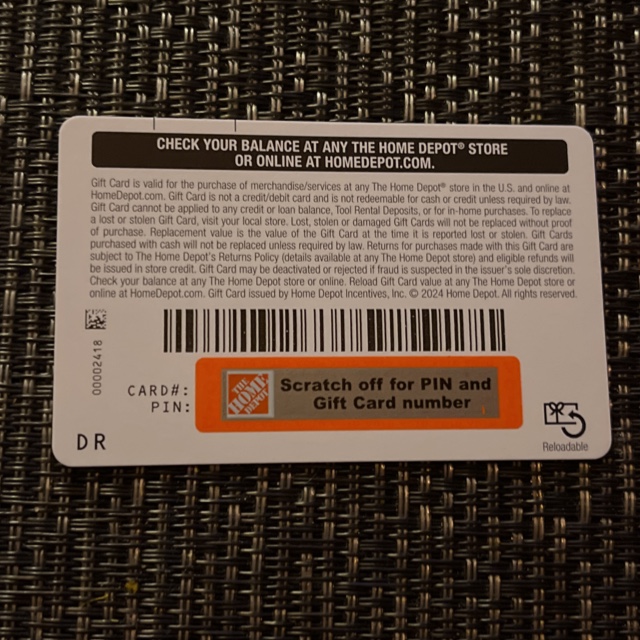 CHECK YOUR BALANCE AT ANY THE HOME DEPOT® STORE
OR ONLINE AT HOMEDEPOT.COM.
Gift Card is valid for the purchase of merchandise/services at any The Home Depot® store in the U.S. and online at
HomeDepot.com. Gift Card is not a credit/debit card and is not redeemable for cash or credit unless required by law.
Gift Card cannot be applied to any credit or loan balance, Tool Rental Deposits, or for in-home purchases. To replace
a lost or stolen Gift Card, visit your local store. Lost, stolen or damaged Gift Cards will not be replaced without proof
of purchase. Replacement value is the value of the Gift Card at the time it is reported lost or stolen. Gift Cards
purchased with cash will not be replaced unless required by law. Returns for purchases made with this Gift Card are
subject to The Home Depot's Returns Policy (details available at any The Home Depot store) and eligible refunds will
be issued in store credit. Gift Card may be deactivated or rejected if fraud is suspected in the issuer's sole discretion.
Check your balance at any The Home Depot store or online. Reload Gift Card value at any The Home Depot store or
online at HomeDepot.com. Gift Card issued by Home Depot Incentives, Inc. © 2024 Home Depot. All rights reserved.
00002418
CARD#:
PIN:
THE HOME DEPOT
Scratch off for PIN and
Gift Card number
1
DR
Reloadable